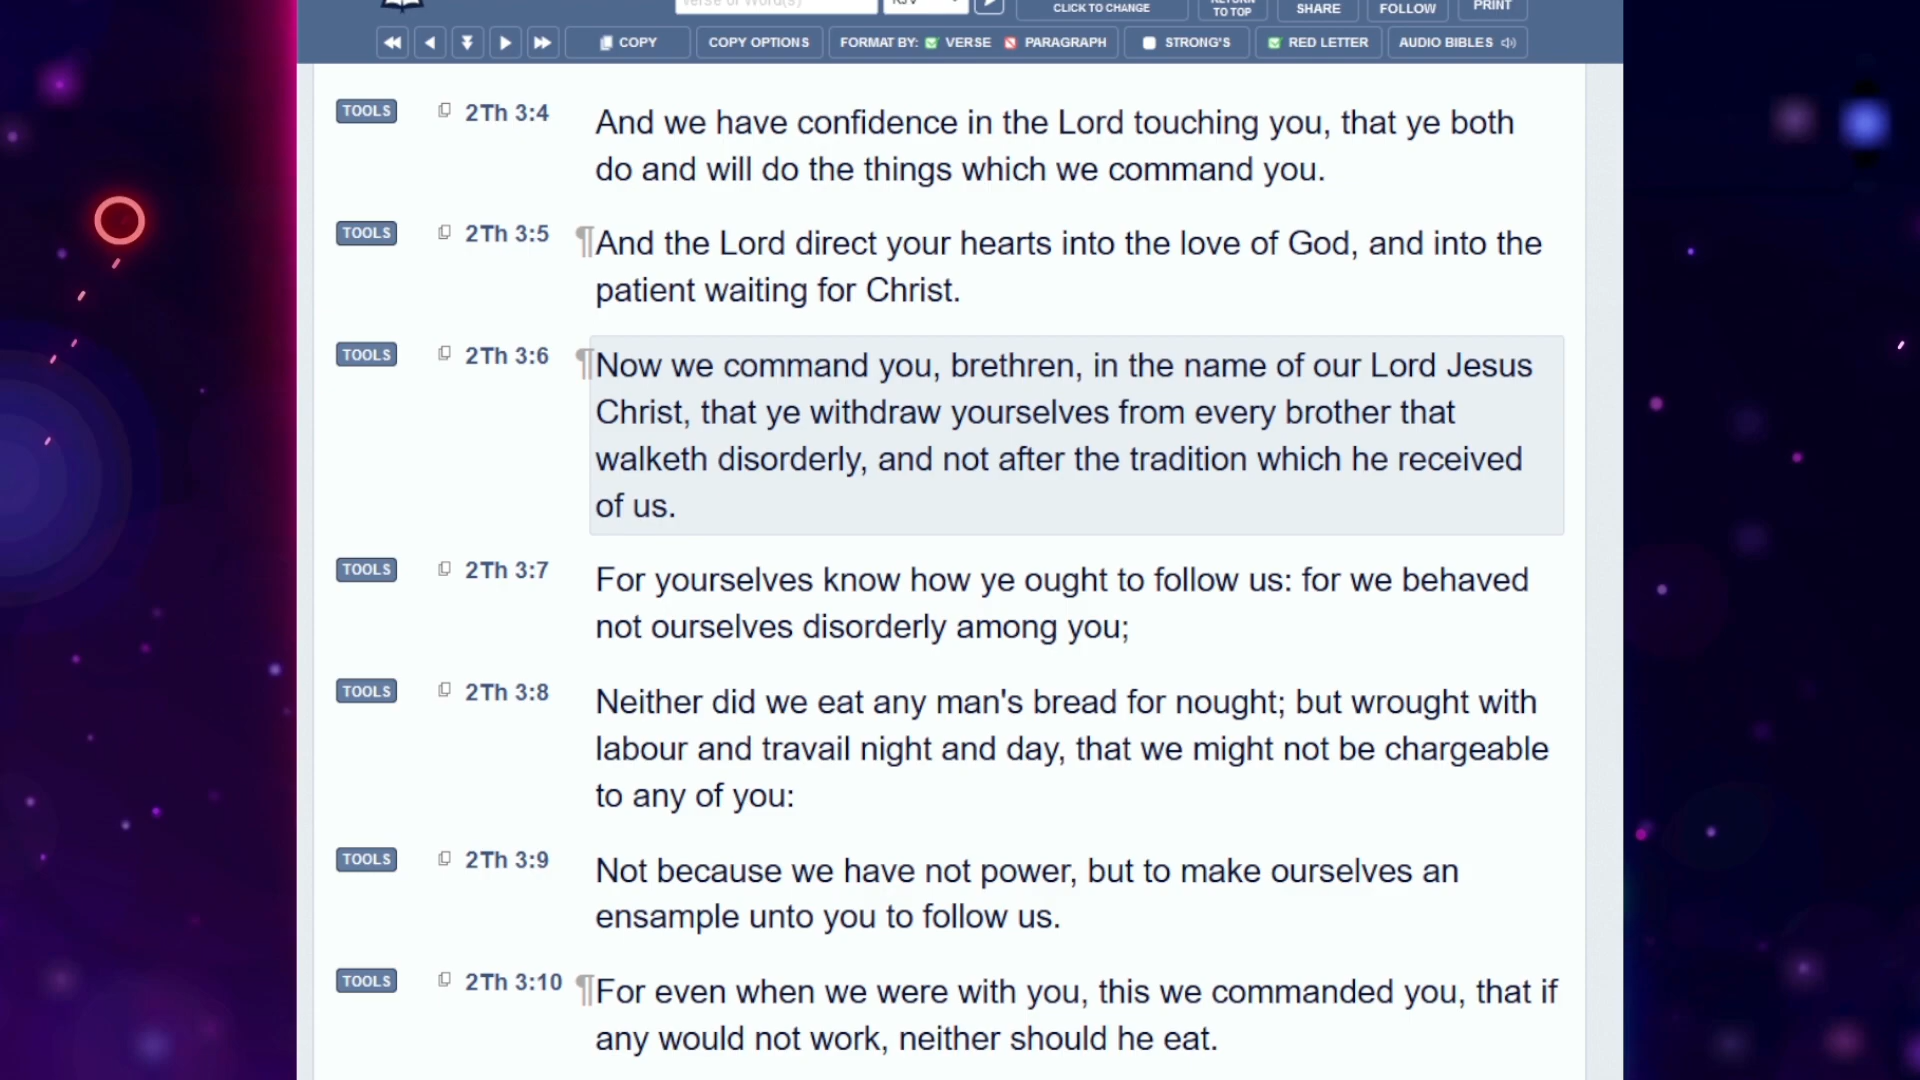 CLICK TO CHANGE
TO TOP
SHARE
FOLLOW
PRINT
COPY
COPY OPTIONS
FORMAT BY: VERSE PARAGRAPH
STRONG'S
RED LETTER
AUDIO BIBLES
TOOLS 2Th 3:4 And we have confidence in the Lord touching you, that ye both
do and will do the things which we command you.
TOOLS 2Th 3:5 ¶And the Lord direct your hearts into the love of God, and into the
patient waiting for Christ.
TOOLS 2Th 3:6 ¶Now we command you, brethren, in the name of our Lord Jesus
Christ, that ye withdraw yourselves from every brother that
walketh disorderly, and not after the tradition which he received
of us.
TOOLS 2Th 3:7 For yourselves know how ye ought to follow us: for we behaved
not ourselves disorderly among you;
TOOLS 2Th 3:8 Neither did we eat any man's bread for nought; but wrought with
labour and travail night and day, that we might not be chargeable
to any of you:
TOOLS 2Th 3:9 Not because we have not power, but to make ourselves an
ensample unto you to follow us.
TOOLS 2Th 3:10 ¶For even when we were with you, this we commanded you, that if
any would not work, neither should he eat.